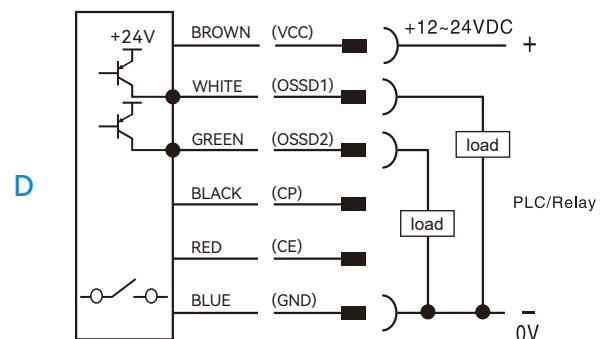 +24V
BROWN (VCC) +12~24VDC +
WHITE (OSSD1)
load
GREEN (OSSD2)
D
BLACK (CP) PLC/Relay
load
RED (CE)
BLUE (GND) −
0V